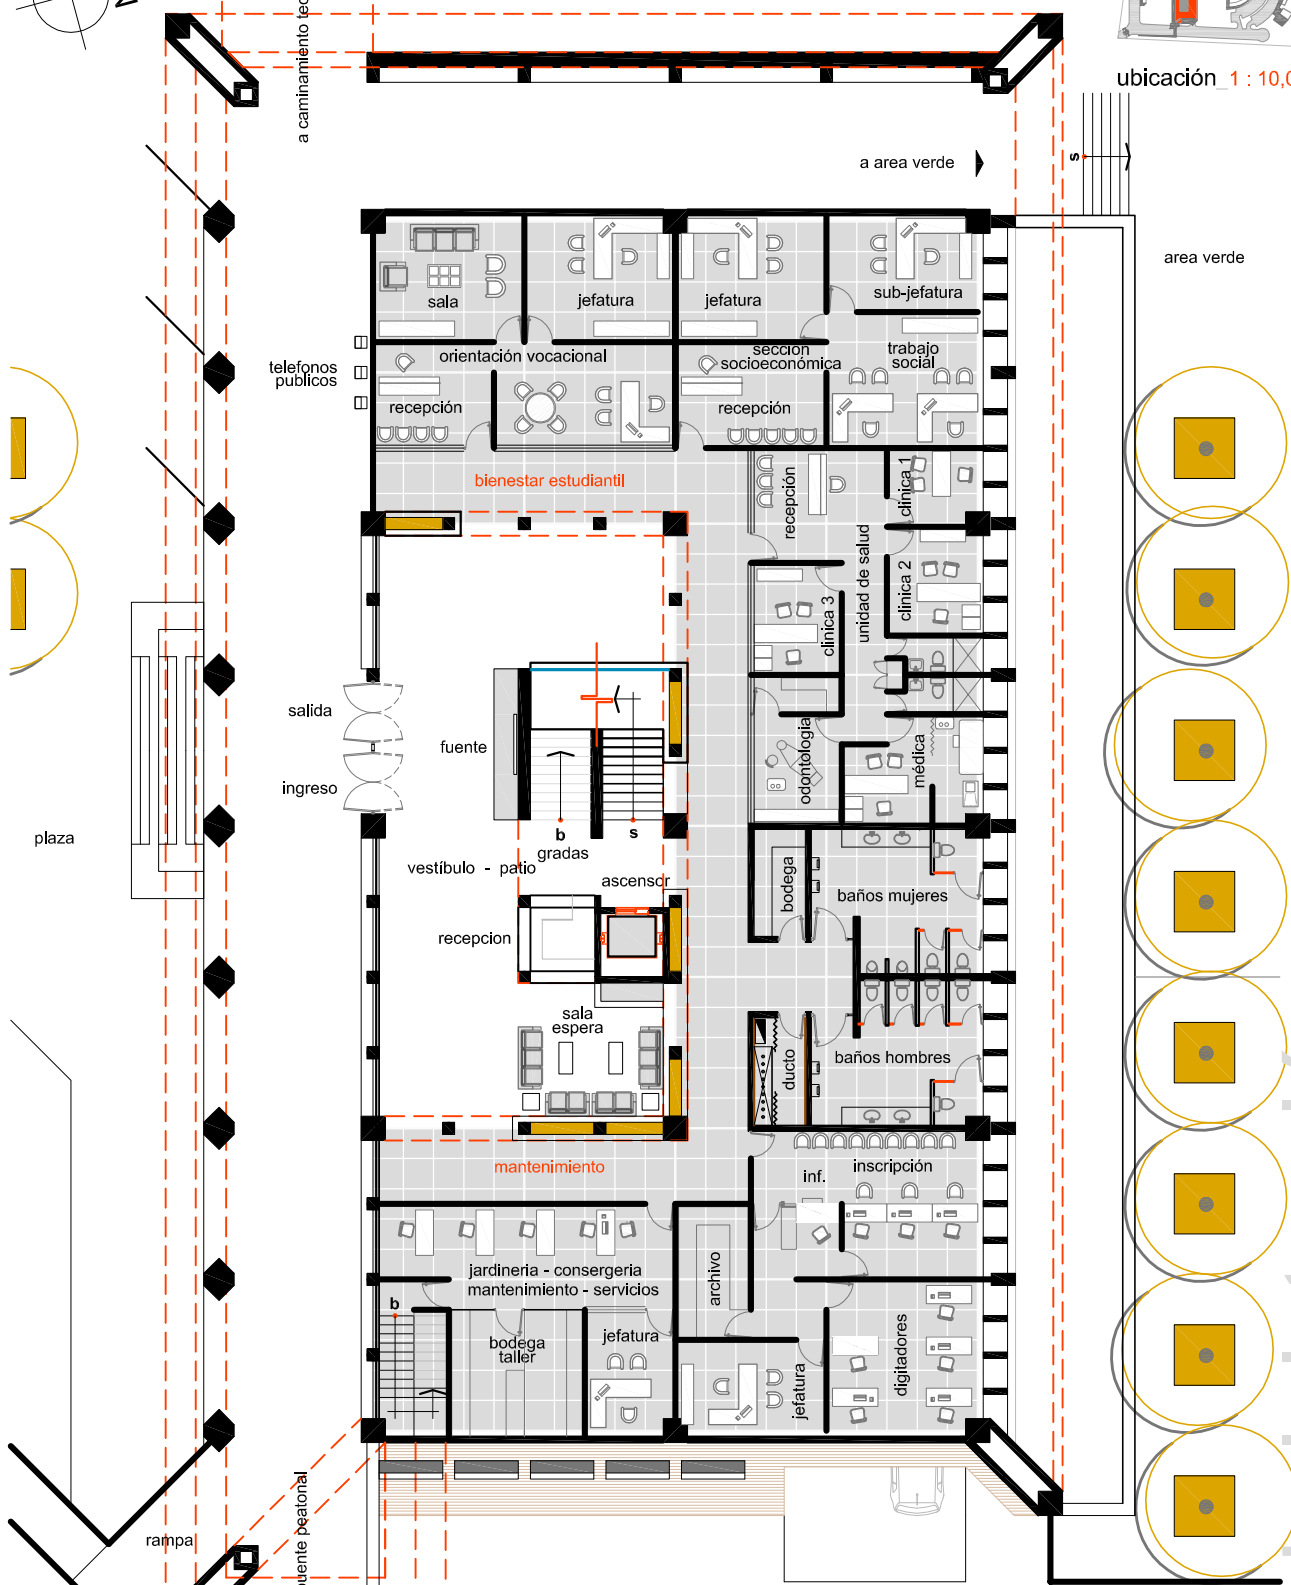 N
a caminamiento tec
ubicación_1 : 10,0
a area verde
s
area verde
sala
jefatura
jefatura
sub-jefatura
telefonos
publicos
orientación vocacional
sección
socioeconómica
trabajo
social
recepción
recepción
bienestar estudiantil
recepción
clinica 1
unidad de salud
clinica 2
clinica 3
salida
fuente
ingreso
odontologia
médica
plaza
b
s
gradas
vestíbulo - patio
ascensor
bodega
baños mujeres
recepcion
sala
espera
ducto
baños hombres
mantenimiento
inf.
inscripción
jardineria - consergeria
mantenimiento - servicios
archivo
b
bodega
taller
jefatura
jefatura
digitadores
rampa
puente peatonal